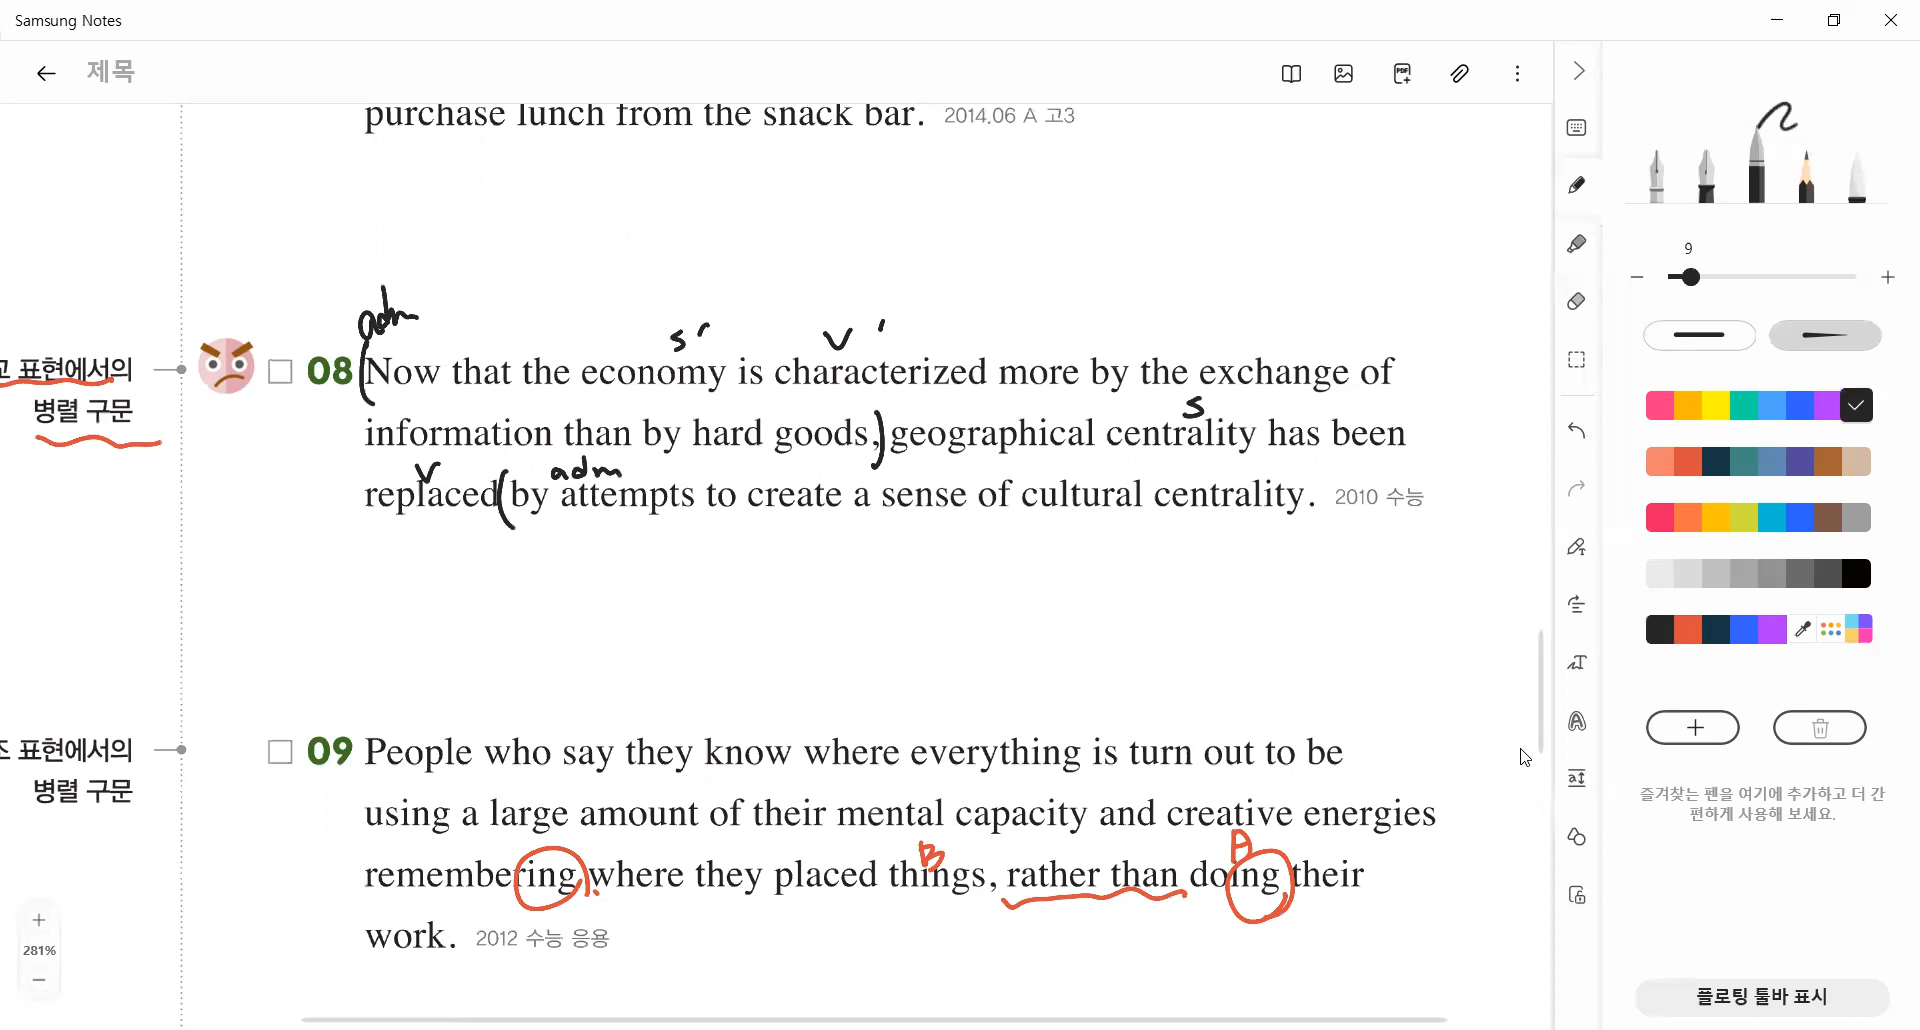 Samsung Notes
제목
purchase lunch from the snack bar. 2014.06 A 고3
adm
s′ v′
교 표현에서의
병렬 구문
08 (Now that the economy is characterized more by the exchange of
s
information than by hard goods,) geographical centrality has been
v adm
replaced (by attempts to create a sense of cultural centrality. 2010 수능
조 표현에서의
병렬 구문
09 People who say they know where everything is turn out to be
using a large amount of their mental capacity and creative energies
B A
remembering where they placed things, rather than doing their
work. 2012 수능 응용
281%
9
즐겨찾는 펜을 여기에 추가하고 더 간
편하게 사용해 보세요.
플로팅 툴바 표시